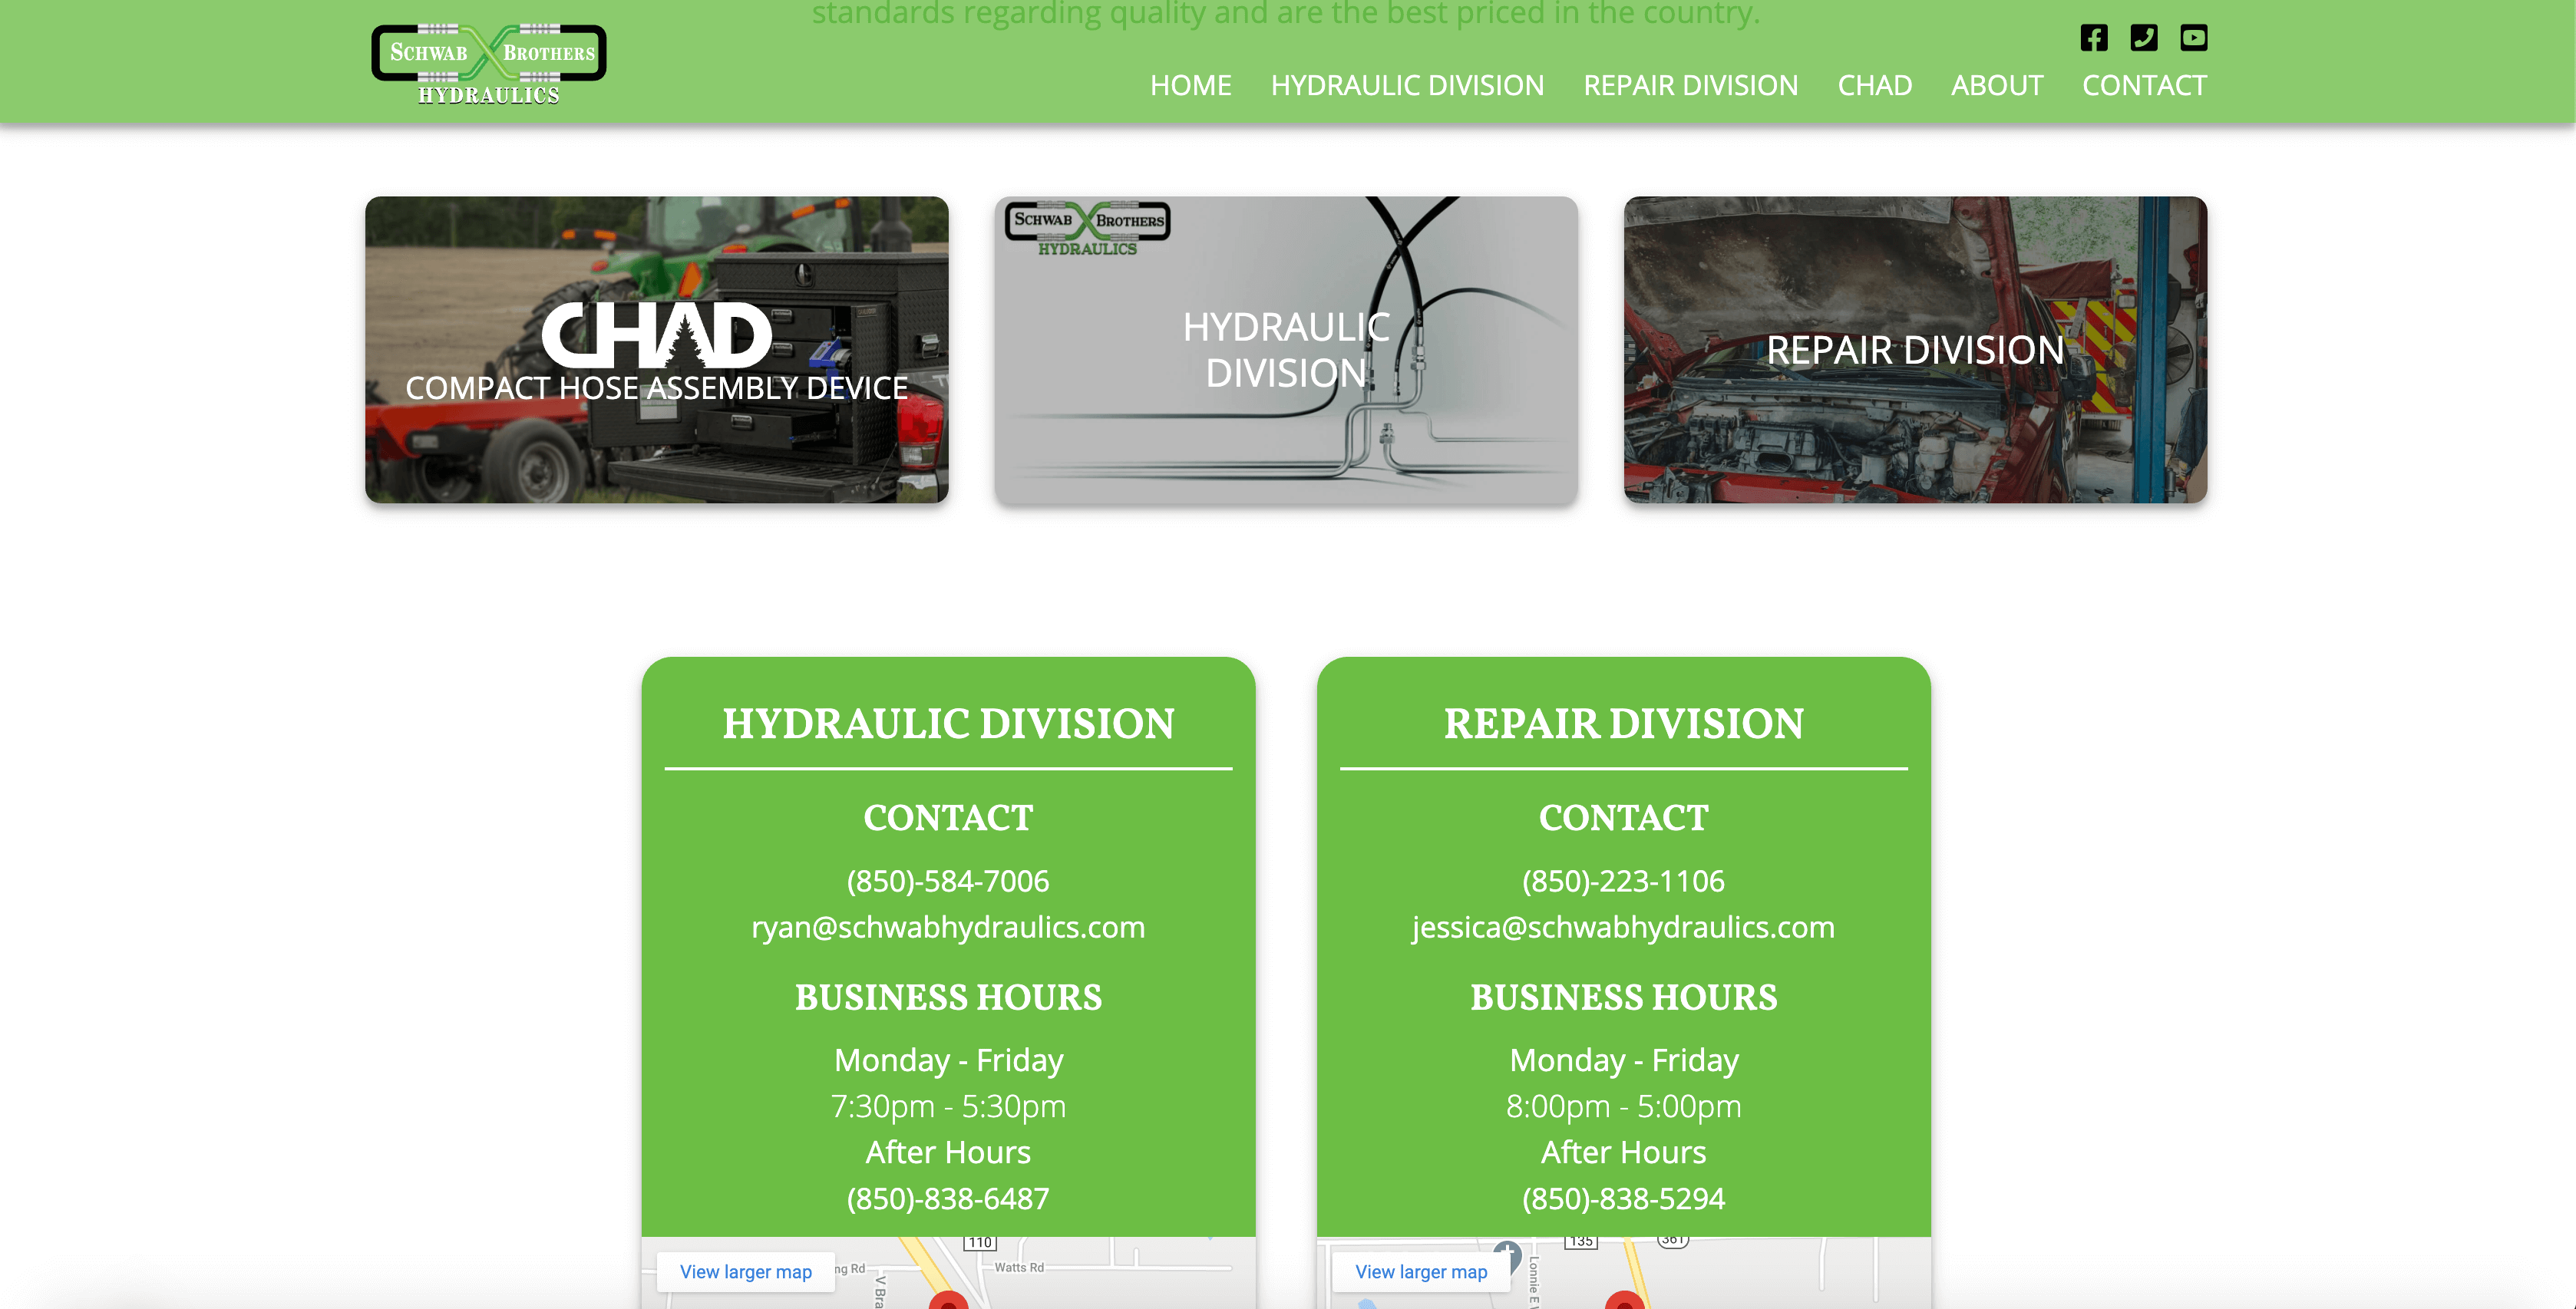 standards regarding quality and are the best priced in the country.
SCHWAB BROTHERS
HYDRAULICS
HOME HYDRAULIC DIVISION REPAIR DIVISION CHAD ABOUT CONTACT
CHAD
COMPACT HOSE ASSEMBLY DEVICE
SCHWAB BROTHERS
HYDRAULICS
HYDRAULIC
DIVISION
REPAIR DIVISION
HYDRAULIC DIVISION
CONTACT
(850)-584-7006
ryan@schwabhydraulics.com
BUSINESS HOURS
Monday - Friday
7:30pm - 5:30pm
After Hours
(850)-838-6487
110
View larger map
ng Rd
Watts Rd
V Bra
REPAIR DIVISION
CONTACT
(850)-223-1106
jessica@schwabhydraulics.com
BUSINESS HOURS
Monday - Friday
8:00pm - 5:00pm
After Hours
(850)-838-5294
135
361
View larger map
Lonnie E